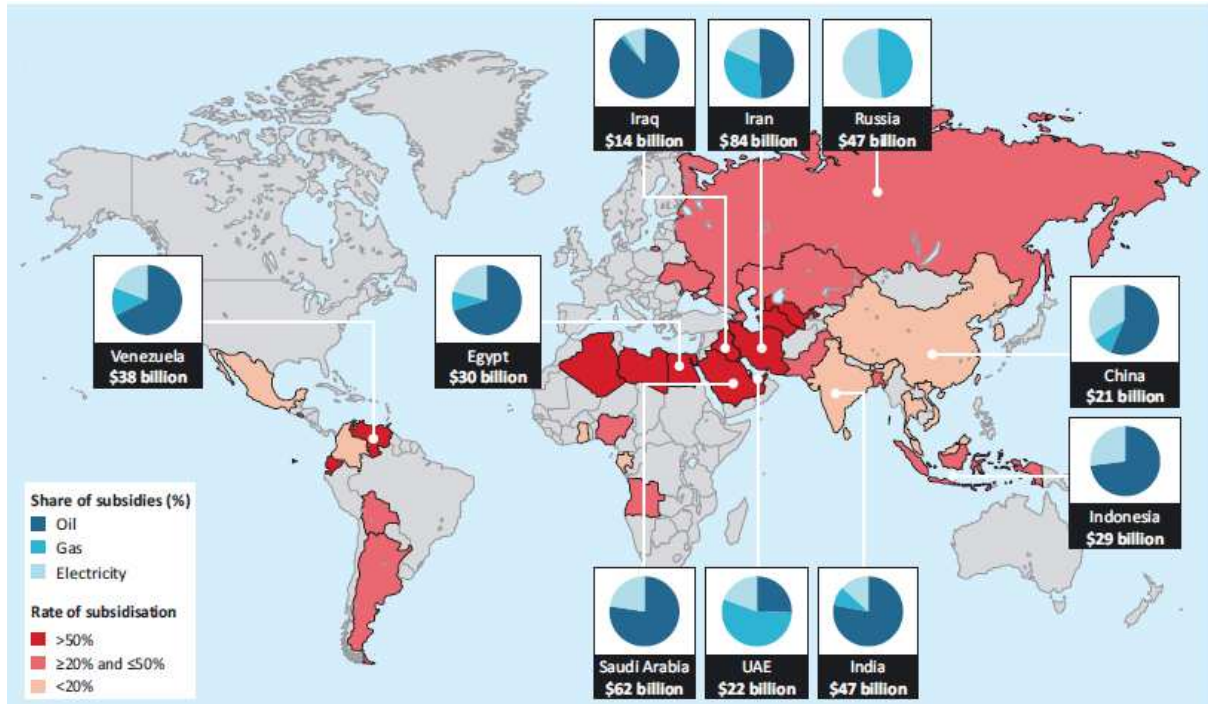 Iraq
$14 billion
Iran
$84 billion
Russia
$47 billion
Venezuela
$38 billion
Egypt
$30 billion
China
$21 billion
Indonesia
$29 billion
Share of subsidies (%)
Oil
Gas
Electricity
Rate of subsidisation
>50%
≥20% and ≤50%
<20%
Saudi Arabia
$62 billion
UAE
$22 billion
India
$47 billion